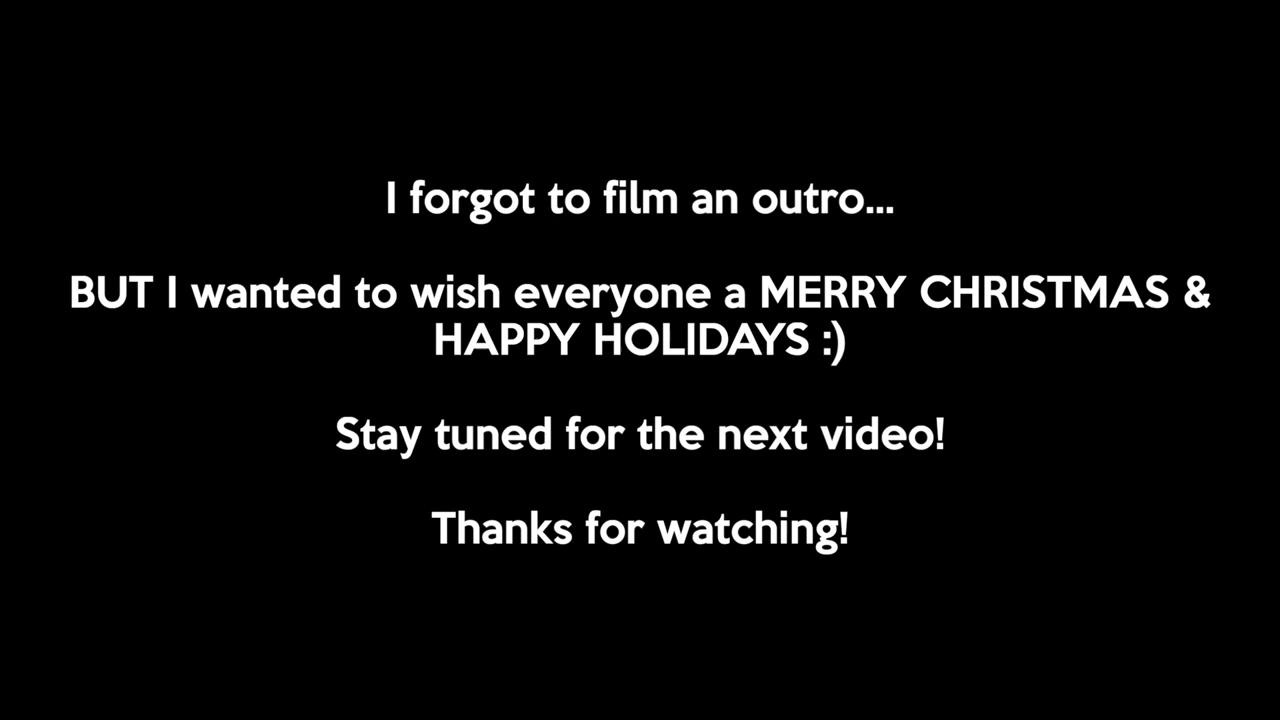 I forgot to film an outro...
BUT I wanted to wish everyone a MERRY CHRISTMAS &
HAPPY HOLIDAYS :)
Stay tuned for the next video!
Thanks for watching!